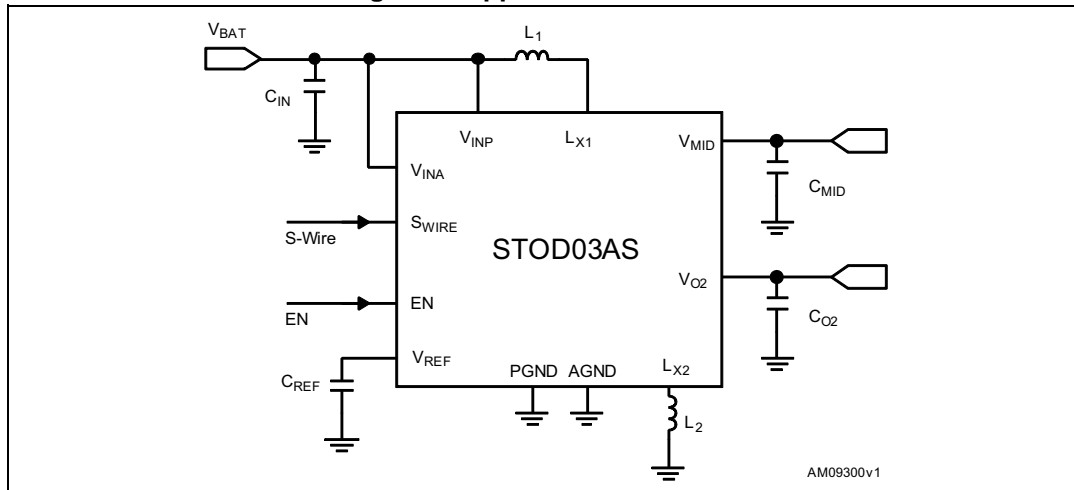 VBAT
L1
CIN
VINP
LX1
VMID
VINA
CMID
S-Wire
SWIRE
STOD03AS
VO2
EN
EN
CO2
VREF
CREF
PGND AGND
LX2
L2
AM09300v1